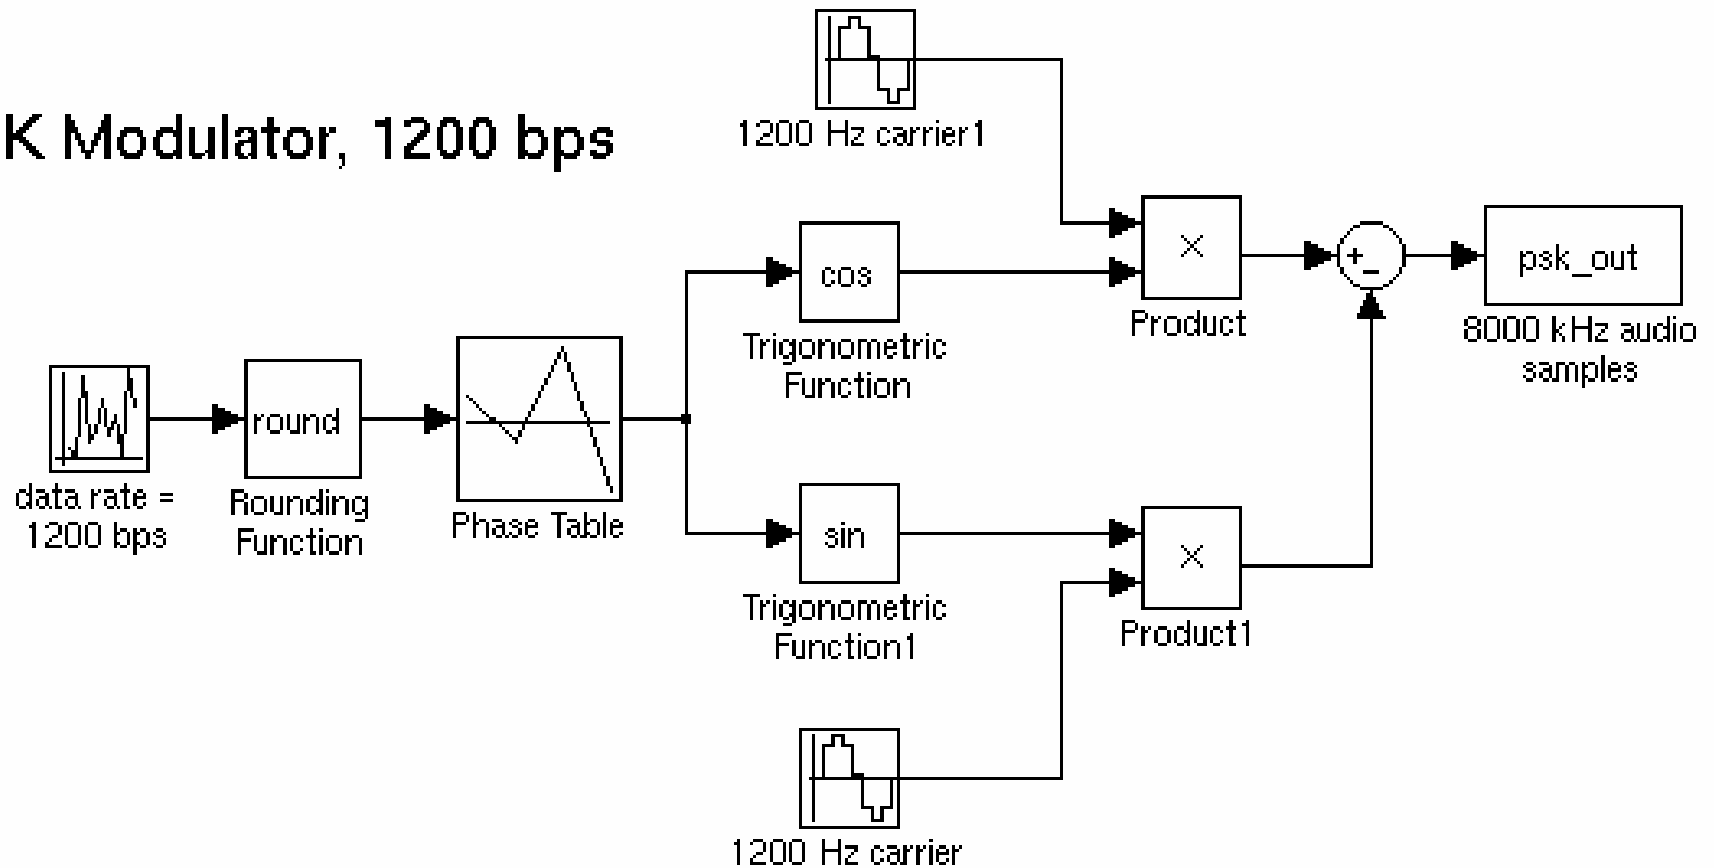 K Modulator, 1200 bps
1200 Hz carrier1
cos
Trigonometric
Function
×
Product
+
−
psk_out
8000 kHz audio
samples
data rate =
1200 bps
round
Rounding
Function
Phase Table
sin
Trigonometric
Function1
×
Product1
1200 Hz carrier